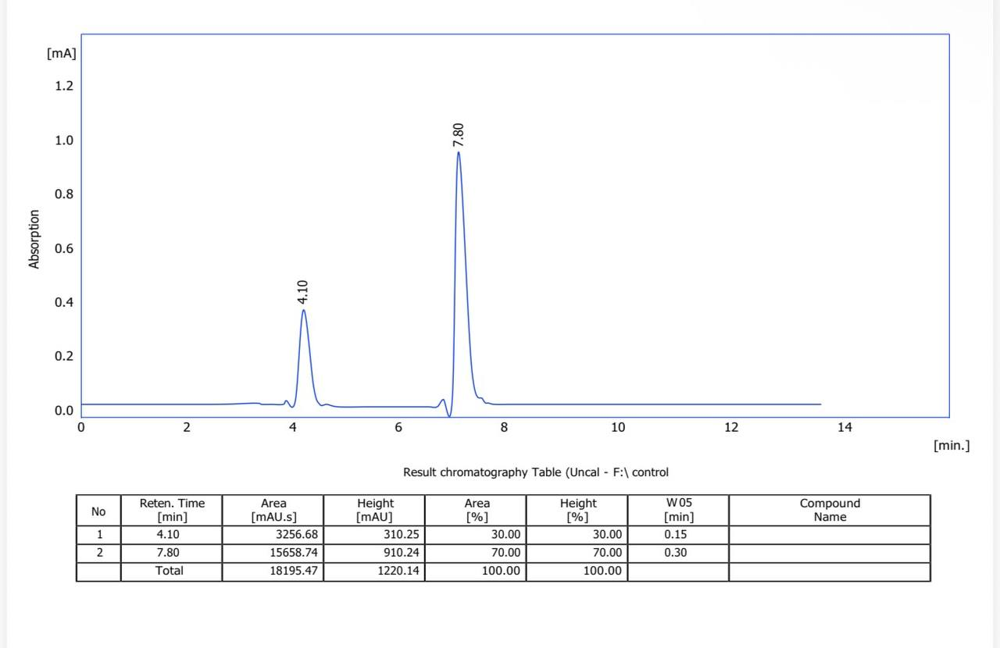 [mA]
1.2
1.0
0.8
0.6
0.4
0.2
0.0
Absorption
4.10
7.80
0 2 4 6 8 10 12 14
[min.]
Result chromatography Table (Uncal - F:\ control
No Reten. Time [min] Area [mAU.s] Height [mAU] Area [%] Height [%] W05 [min] Compound Name
1 4.10 3256.68 310.25 30.00 30.00 0.15
2 7.80 15658.74 910.24 70.00 70.00 0.30
Total 18195.47 1220.14 100.00 100.00